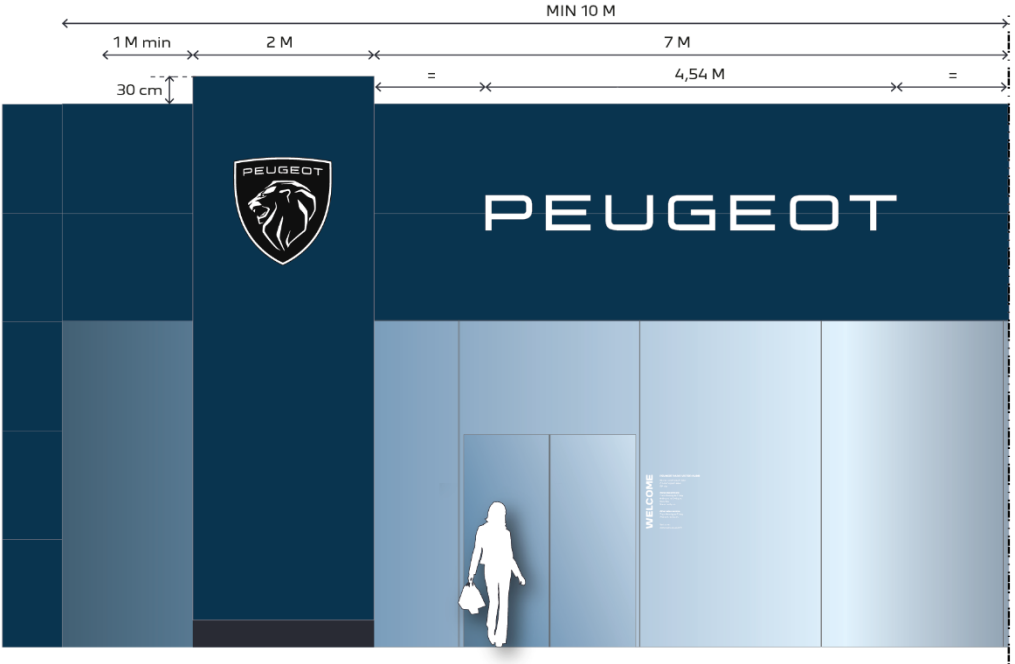 MIN 10 M
1 M min
2 M
7 M
30 cm
=
4,54 M
=
PEUGEOT
PEUGEOT
WELCOME